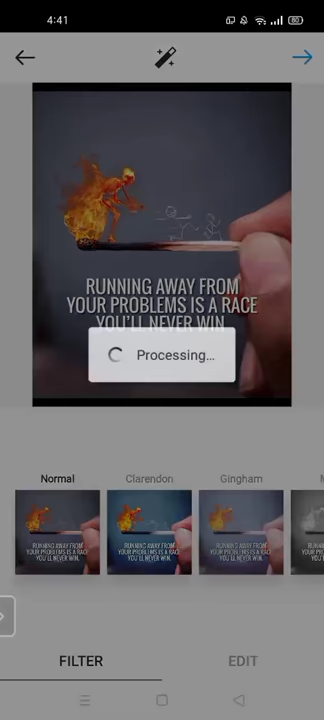 4:41
80
RUNNING AWAY FROM
YOUR PROBLEMS IS A RACE
YOU'LL NEVER WIN
Processing...
Normal
Clarendon
Gingham
M
RUNNING AWAY FROM
YOUR PROBLEMS IS A RACE
YOU'LL NEVER WIN.
RUNNING AWAY FROM
YOUR PROBLEMS IS A RACE
YOU'LL NEVER WIN.
RUNNING AWAY FROM
YOUR PROBLEMS IS A RACE
YOU'LL NEVER WIN.
FILTER
EDIT